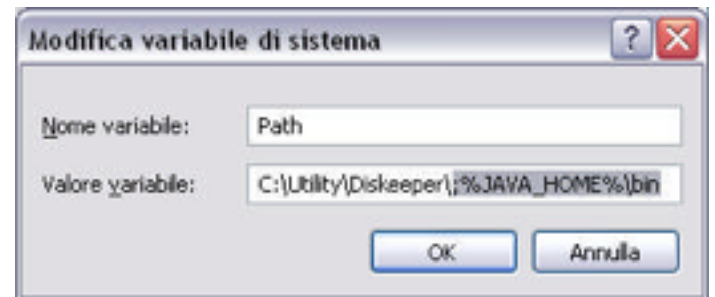 Modifica variabile di sistema
Nome variabile: Path
Valore variabile: C:\Utility\Diskeeper\;%JAVA_HOME%\bin
OK Annulla